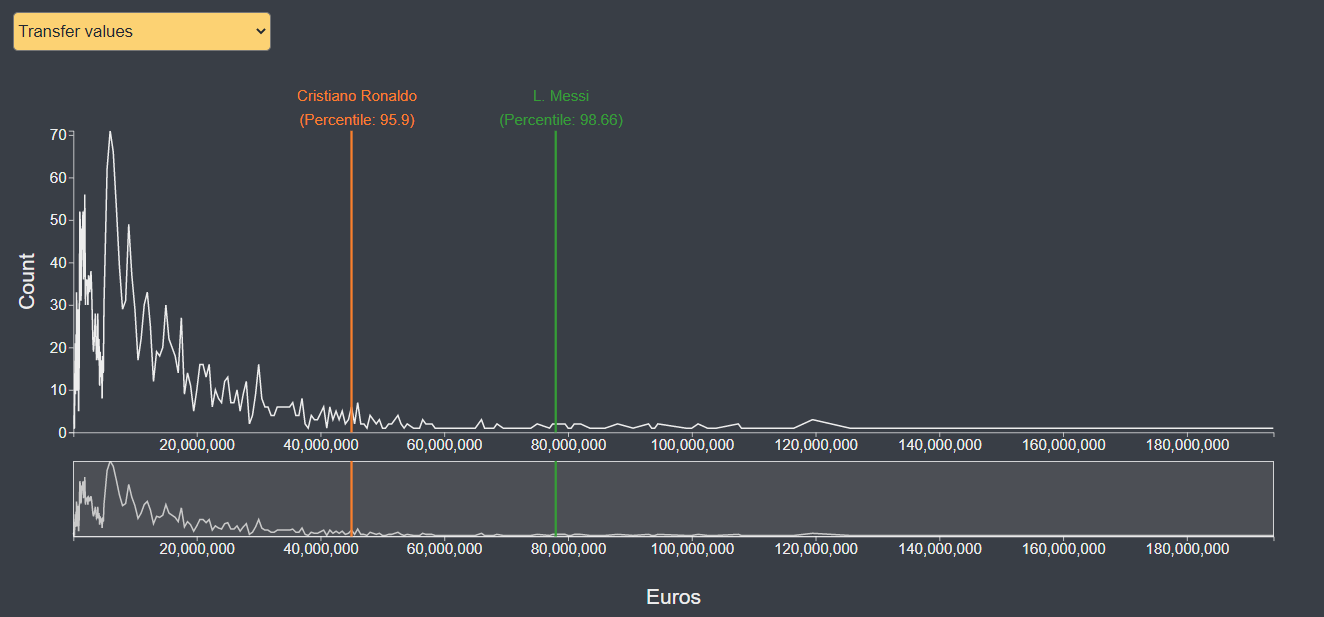 Transfer values
Cristiano Ronaldo
(Percentile: 95.9)
L. Messi
(Percentile: 98.66)
Count
70
60
50
40
30
20
10
0
20,000,000 40,000,000 60,000,000 80,000,000 100,000,000 120,000,000 140,000,000 160,000,000 180,000,000
20,000,000 40,000,000 60,000,000 80,000,000 100,000,000 120,000,000 140,000,000 160,000,000 180,000,000
Euros